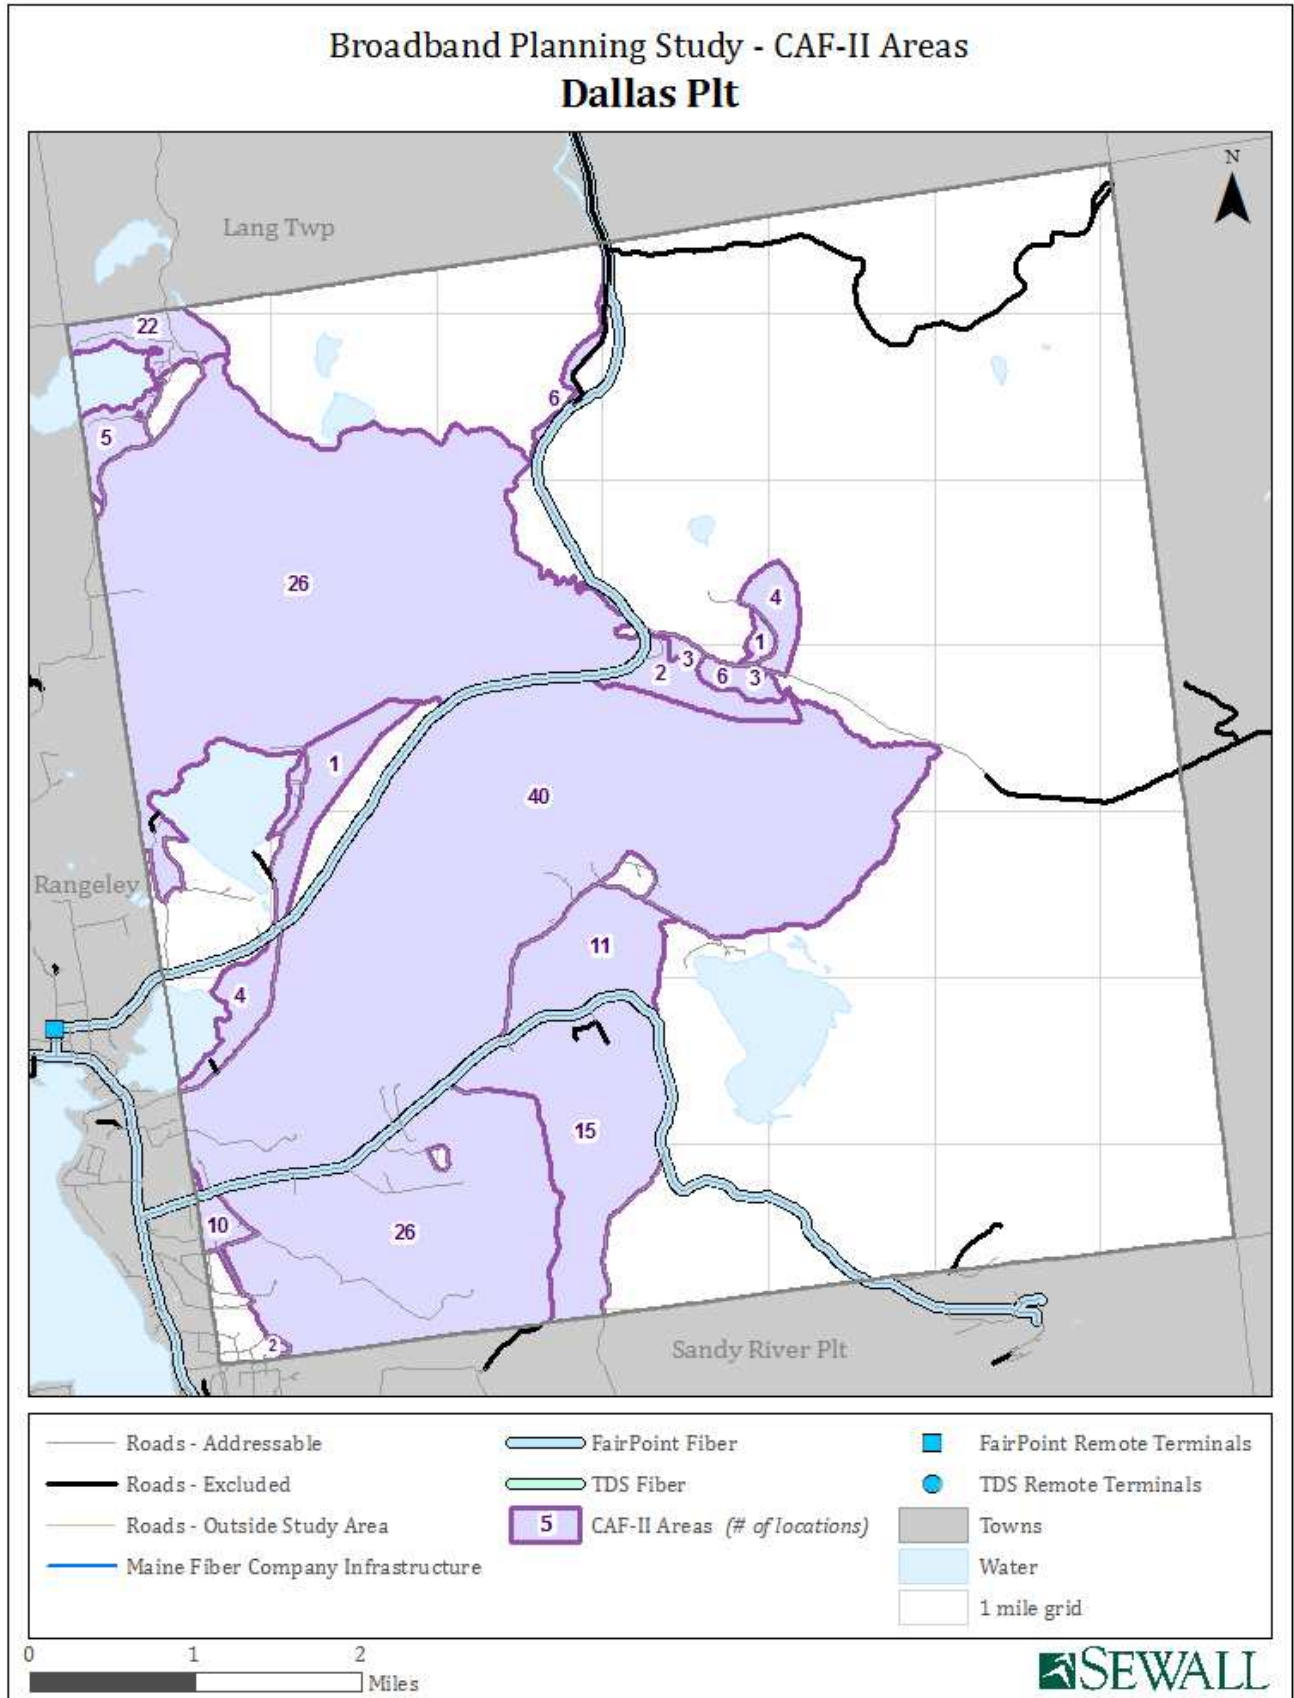 Broadband Planning Study - CAF-II Areas
Dallas Plt
N
Lang Twp
22
6
5
26
4
1
3
2
6
3
1
40
Rangeley
11
4
15
10
26
2
Sandy River Plt
Roads - Addressable
Roads - Excluded
Roads - Outside Study Area
Maine Fiber Company Infrastructure
FairPoint Fiber
TDS Fiber
5 CAF-II Areas (# of locations)
FairPoint Remote Terminals
TDS Remote Terminals
Towns
Water
1 mile grid
0 1 2
Miles
SEWALL